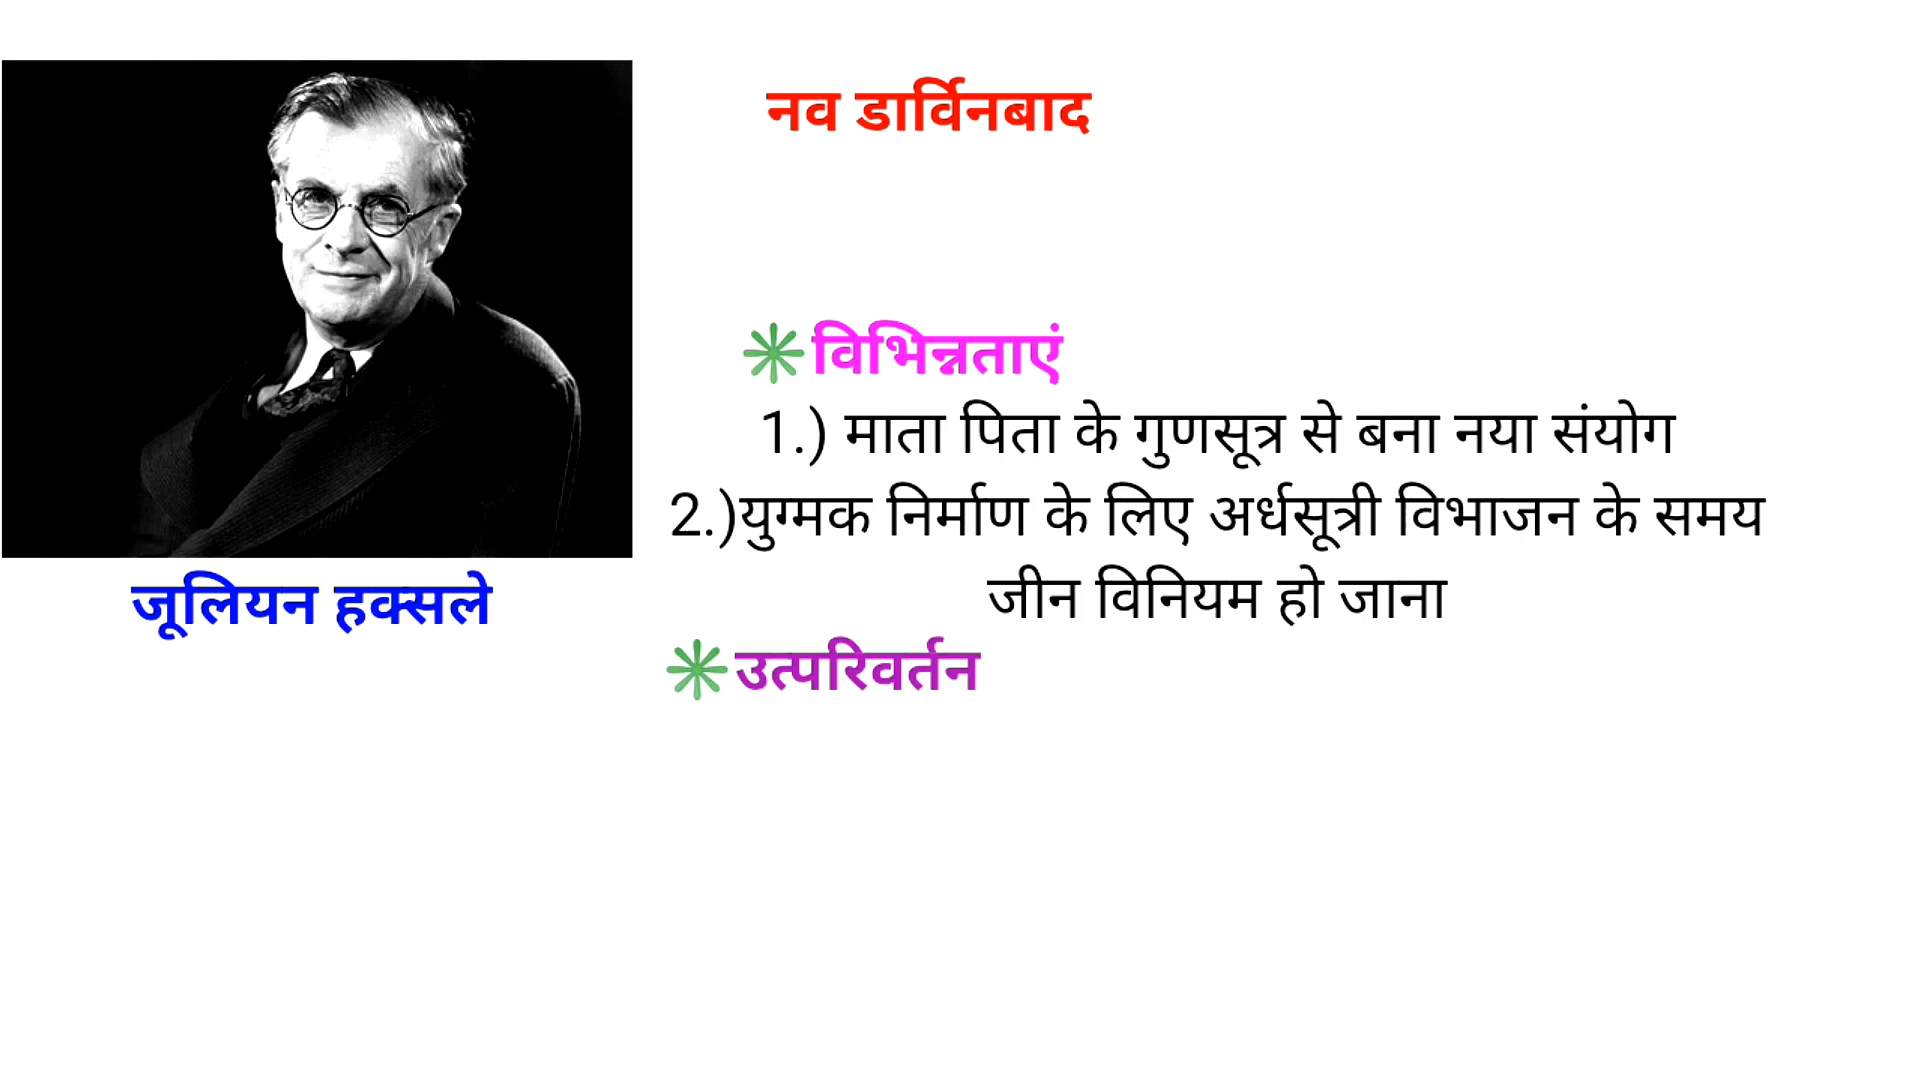 नव डार्विनबाद
✳विभिन्नताएं
1.) माता पिता के गुणसूत्र से बना नया संयोग
2.)युग्मक निर्माण के लिए अर्धसूत्री विभाजन के समय
जीन विनियम हो जाना
जूलियन हक्सले
✳उत्परिवर्तन